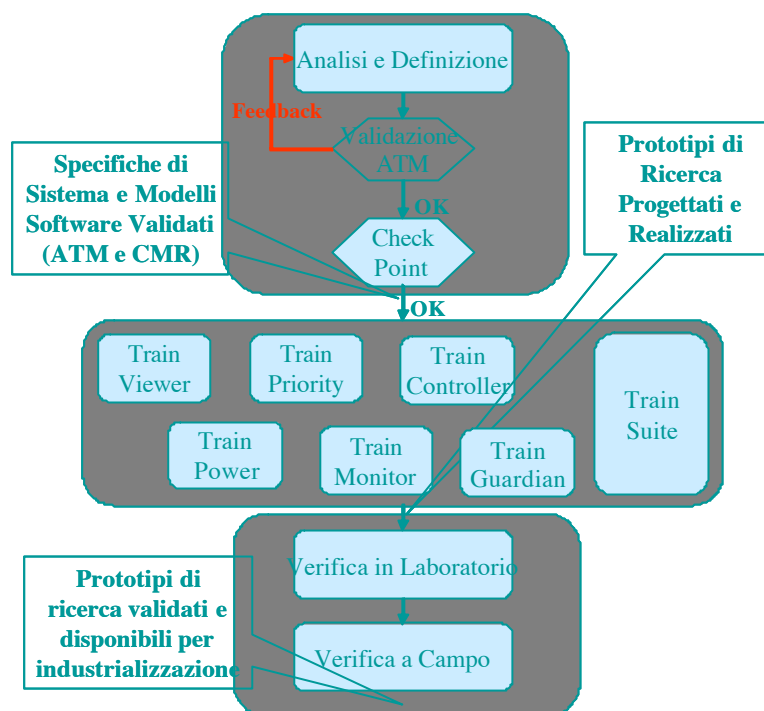 Analisi e Definizione
Feedback
Validazione
ATM
OK
Check
Point
OK
Specifiche di
Sistema e Modelli
Software Validati
(ATM e CMR)
Prototipi di
Ricerca
Progettati e
Realizzati
Train
Viewer
Train
Priority
Train
Controller
Train
Suite
Train
Power
Train
Monitor
Train
Guardian
Verifica in Laboratorio
Verifica a Campo
Prototipi di
ricerca validati e
disponibili per
industrializzazione